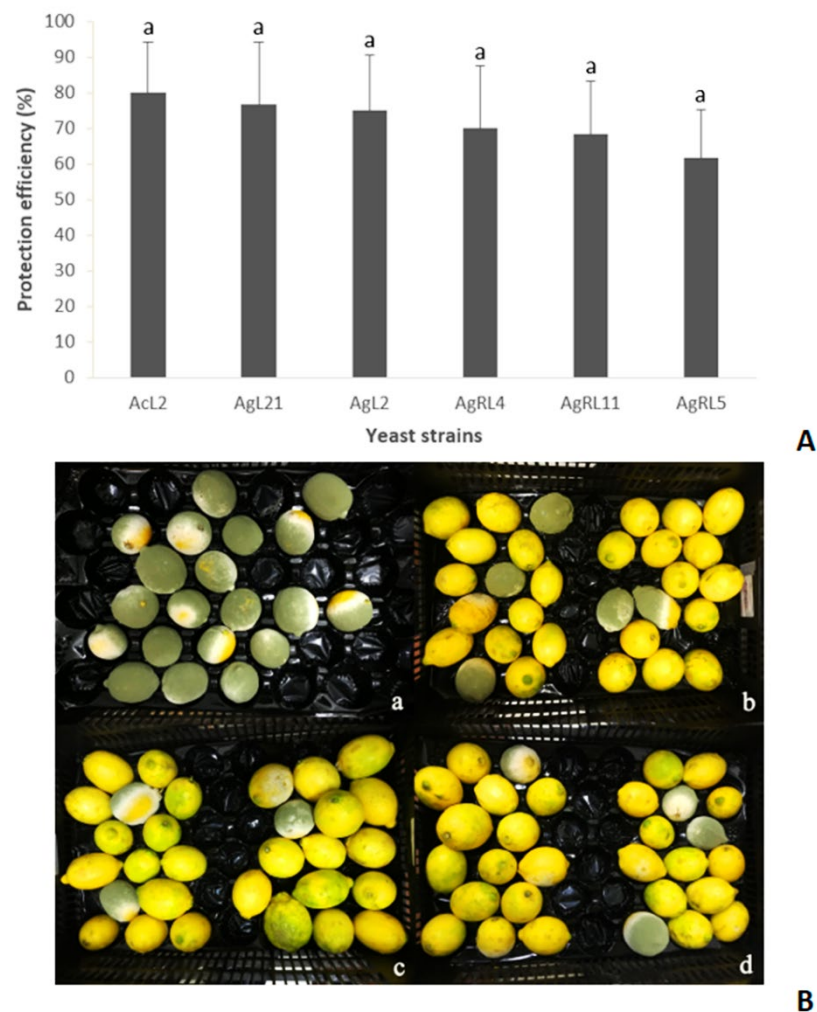 100
a
a
a
a
a
a
90
80
70
60
50
40
30
20
10
0
Protection efficiency (%)
AcL2 AgL21 AgL2 AgRL4 AgRL11 AgRL5
Yeast strains
A
a
b
c
d
B